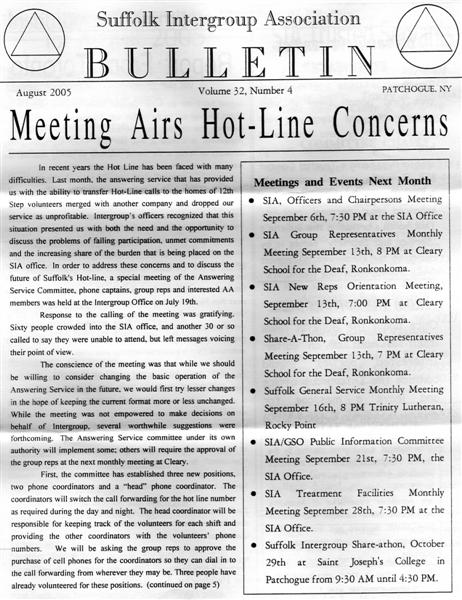 Suffolk Intergroup Association
BULLETIN
August 2005
Volume 32, Number 4
PATCHOGUE, NY
Meeting Airs Hot-Line Concerns
In recent years the Hot Line has been faced with many
difficulties. Last month, the answering service that has provided
us with the ability to transfer Hot-Line calls to the homes of 12th
Step volunteers merged with another company and dropped our
service as unprofitable. Intergroup's officers recognized that this
situation presented us with both the need and the opportunity to
discuss the problems of falling participation, unmet commitments
and the increasing share of the burden that is being placed on the
SIA office. In order to address these concerns and to discuss the
future of Suffolk's Hot-line, a special meeting of the Answering
Service Committee, phone captains, group reps and interested AA
members was held at the Intergroup Office on July 19th.
Response to the calling of the meeting was gratifying.
Sixty people crowded into the SIA office, and another 30 or so
called to say they were unable to attend, but left messages voicing
their point of view.
The conscience of the meeting was that while we should
be willing to consider changing the basic operation of the
Answering Service in the future, we would first try lesser changes
in the hope of keeping the current format more or less unchanged.
While the meeting was not empowered to make decisions on
behalf of Intergroup, several worthwhile suggestions were
forthcoming. The Answering Service committee under its own
authority will implement some; others will require the approval of
the group reps at the next monthly meeting at Cleary.
First, the committee has established three new positions,
two phone coordinators and a "head" phone coordinator. The
coordinators will switch the call forwarding for the hot line number
as required during the day and night. The head coordinator will be
responsible for keeping track of the volunteers for each shift and
providing the other coordinators with the volunteers' phone
numbers. We will be asking the group reps to approve the
purchase of cell phones for the coordinators so they can dial in to
the call forwarding from wherever they may be. Three people have
already volunteered for these positions. (continued on page 5)
Meetings and Events Next Month
• SIA, Officers and Chairpersons Meeting
September 6th, 7:30 PM at the SIA Office
• SIA Group Representatives Monthly
Meeting September 13th, 8 PM at Cleary
School for the Deaf, Ronkonkoma.
• SIA New Reps Orientation Meeting,
September 13th, 7:00 PM at Cleary
School for the Deaf, Ronkonkoma.
• Share-A-Thon, Group Representatives
Meeting September 13th, 7 PM at Cleary
School for the Deaf, Ronkonkoma.
• Suffolk General Service Monthly Meeting
September 16th, 8 PM Trinity Lutheran,
Rocky Point
• SIA/GSO Public Information Committee
Meeting September 21st, 7:30 PM, the
SIA Office.
• SIA Treatment Facilities Monthly
Meeting September 28th, 7:30 PM at the
SIA Office.
• Suffolk Intergroup Share-athon, October
29th at Saint Joseph's College in
Patchogue from 9:30 AM until 4:30 PM.